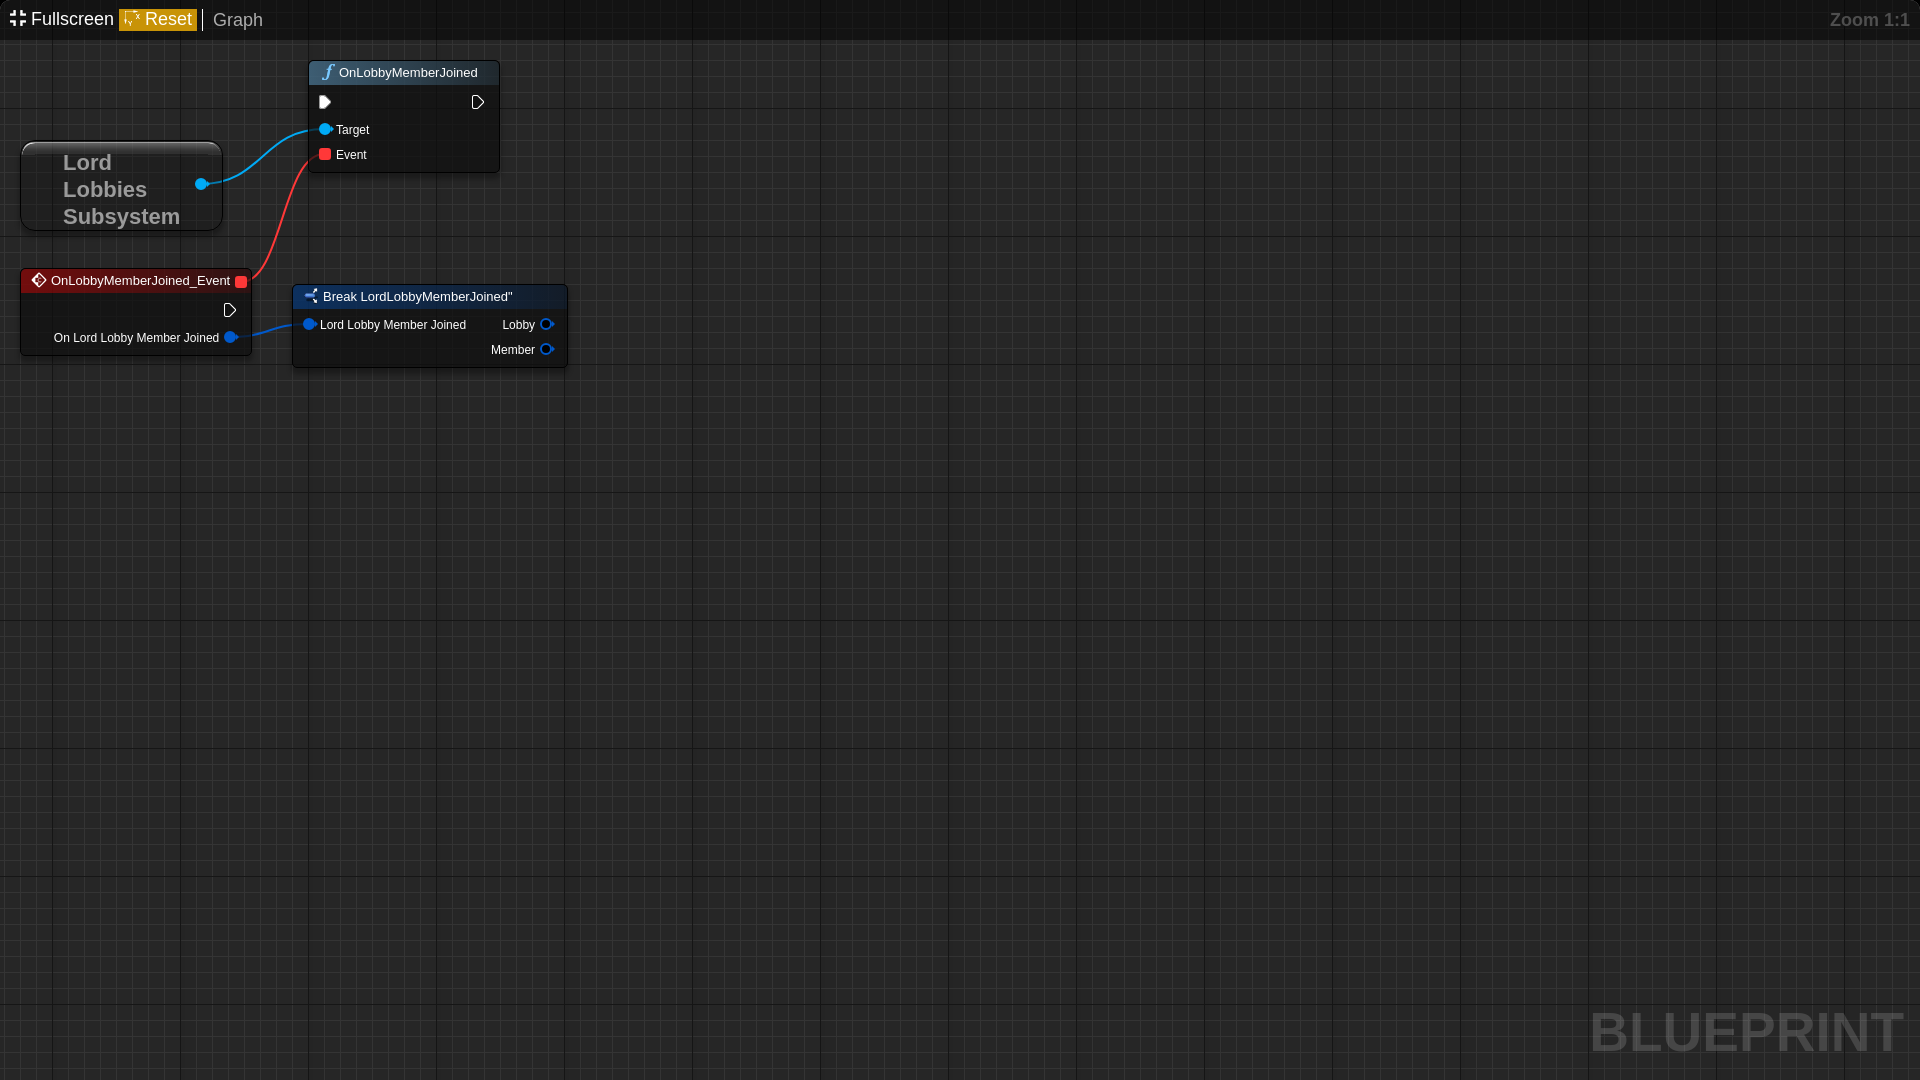 Fullscreen Reset Graph
Zoom 1:1
OnLobbyMemberJoined
Target
Event
Lord
Lobbies
Subsystem
OnLobbyMemberJoined_Event
On Lord Lobby Member Joined
Break LordLobbyMemberJoined"
Lord Lobby Member Joined Lobby
Member
BLUEPRINT